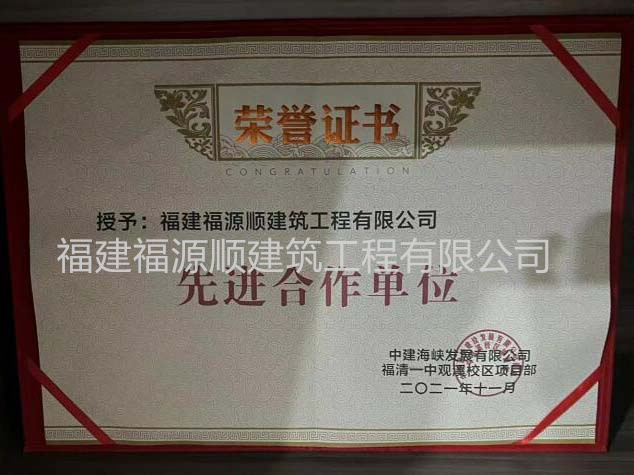 荣誉证书
CONGRATULATION
授予：福建福源顺建筑工程有限公司
福建福源顺建筑工程有限公司
先进合作单位
中建海峡发展有限公司
福清一中观溪校区项目部
二〇二一年十一月